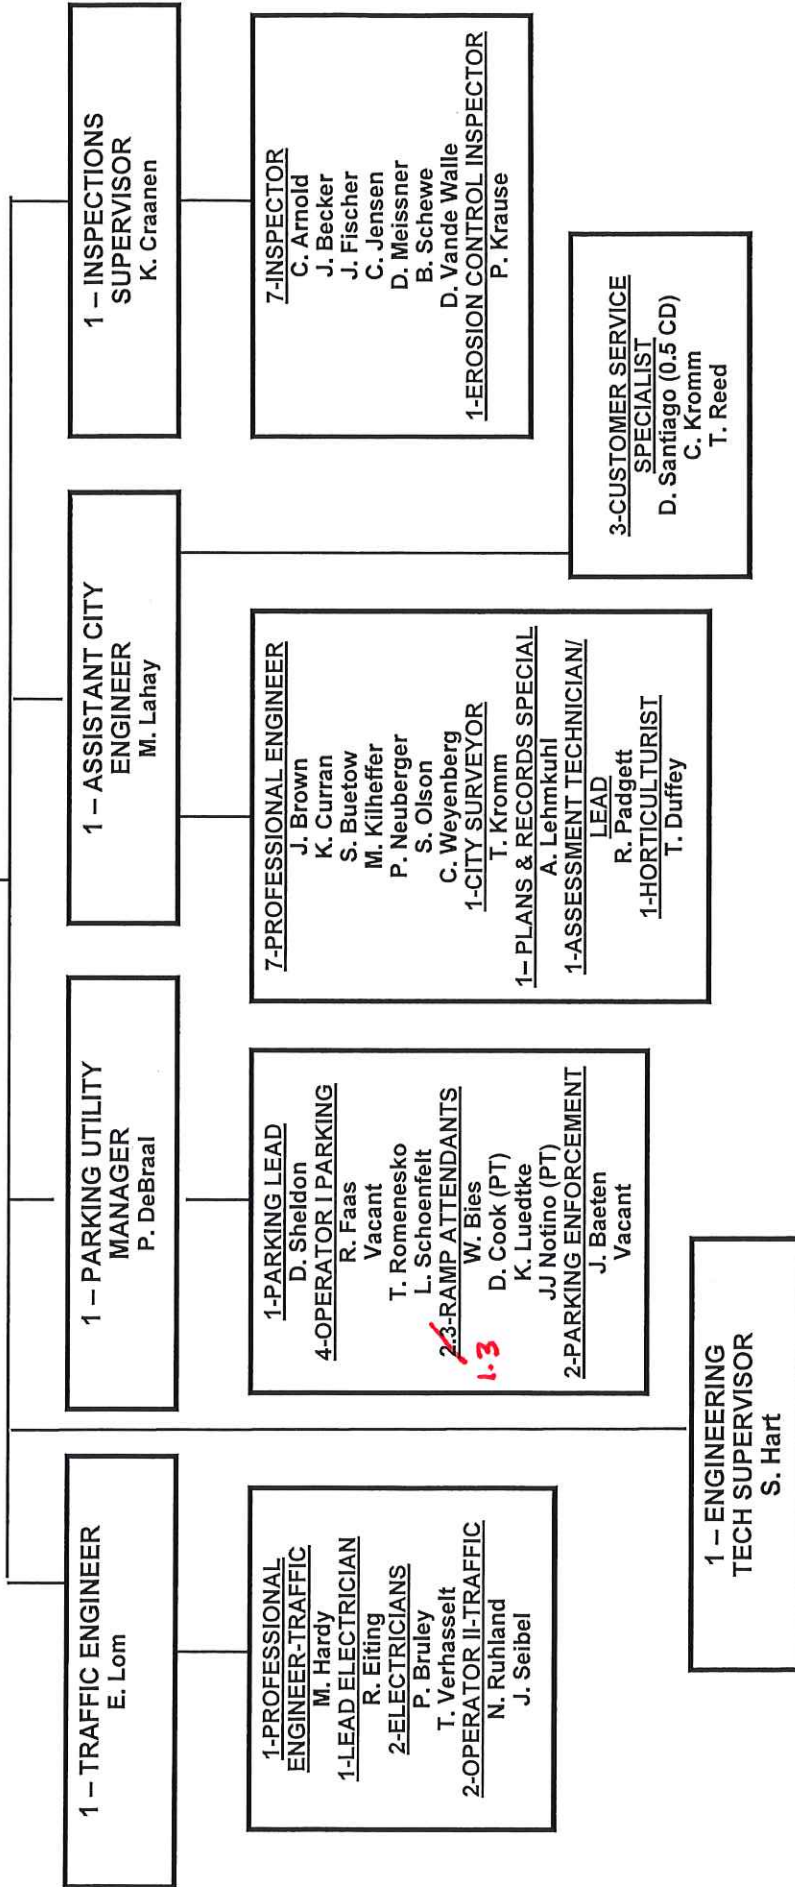 1 – TRAFFIC ENGINEER
E. Lom
1-PROFESSIONAL
ENGINEER-TRAFFIC
M. Hardy
1-LEAD ELECTRICIAN
R. Eiting
2-ELECTRICIANS
P. Bruley
T. Verhasselt
2-OPERATOR II-TRAFFIC
N. Ruhland
J. Seibel
1 – PARKING UTILITY
MANAGER
P. DeBraal
1-PARKING LEAD
D. Sheldon
4-OPERATOR I PARKING
R. Faas
Vacant
T. Romenesko
L. Schoenfelt
2.3-RAMP ATTENDANTS
1.3
W. Bies
D. Cook (PT)
K. Luedtke
JJ Notino (PT)
2-PARKING ENFORCEMENT
J. Baeten
Vacant
1 – ENGINEERING
TECH SUPERVISOR
S. Hart
1 – ASSISTANT CITY
ENGINEER
M. Lahay
7-PROFESSIONAL ENGINEER
J. Brown
K. Curran
S. Buetow
M. Kilheffer
P. Neuberger
S. Olson
C. Weyenberg
1-CITY SURVEYOR
T. Kromm
1– PLANS & RECORDS SPECIAL
A. Lehmkuhl
1-ASSESSMENT TECHNICIAN/
LEAD
R. Padgett
1-HORTICULTURIST
T. Duffey
3-CUSTOMER SERVICE
SPECIALIST
D. Santiago (0.5 CD)
C. Kromm
T. Reed
1 – INSPECTIONS
SUPERVISOR
K. Craanen
7-INSPECTOR
C. Arnold
J. Becker
J. Fischer
C. Jensen
D. Meissner
B. Schewe
D. Vande Walle
1-EROSION CONTROL INSPECTOR
P. Krause